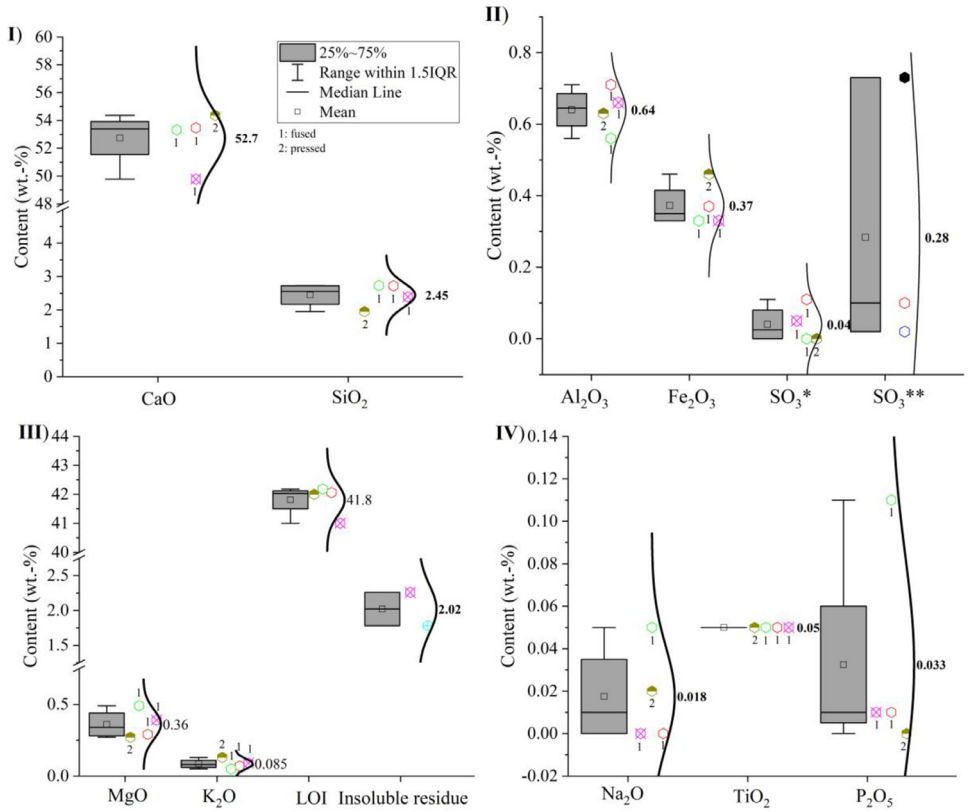 I)
60
58
56
54
52
50
48
4
3
2
1
0
Content (wt.-%)
25%~75%
Range within 1.5IQR
Median Line
Mean
1: fused
2: pressed
1 1 2
1
52.7
2 1 1 1
2.45
CaO SiO₂
II)
0.8
0.6
0.4
0.2
0.0
Content (wt.-%)
2 1 1 1
0.64
1 1 2 1
0.37
1 1 1 2
0.04
0.28
Al₂O₃ Fe₂O₃ SO₃* SO₃**
III)
44
43
42
41
40
2.5
2.0
1.5
0.5
0.0
Content (wt.-%)
41.8
2.02
2 1 1 1
0.36
2 1 1 1
0.085
MgO K₂O LOI Insoluble residue
IV)
0.14
0.12
0.10
0.08
0.06
0.04
0.02
0.00
-0.02
Content (wt.-%)
1 2 1 1
0.018
2 1 1 1
0.05
1 1 1 2
0.033
Na₂O TiO₂ P₂O₅